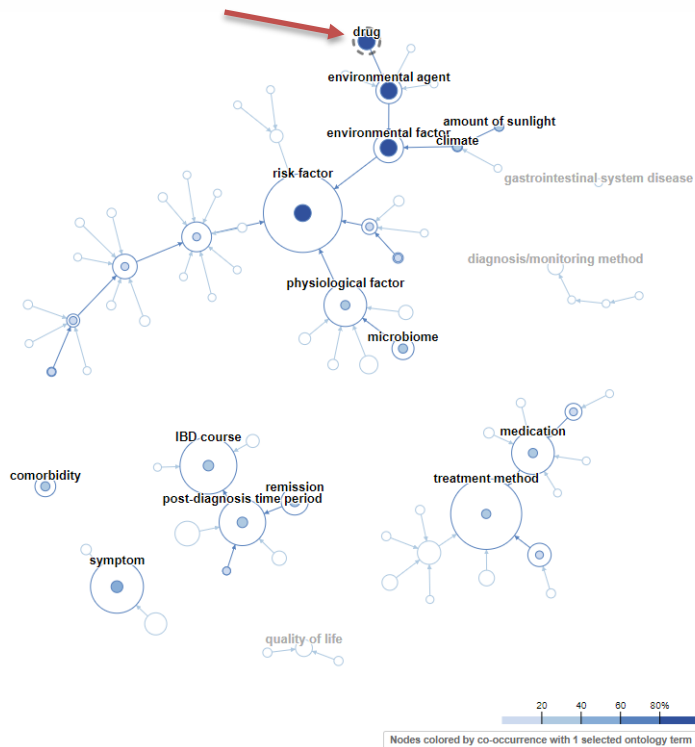 drug
environmental agent
amount of sunlight
environmental factor
climate
risk factor
gastrointestinal system disease
diagnosis/monitoring method
physiological factor
microbiome
IBD course
medication
comorbidity
remission
treatment method
post-diagnosis time period
symptom
quality of life
20 40 60 80%
Nodes colored by co-occurrence with 1 selected ontology term